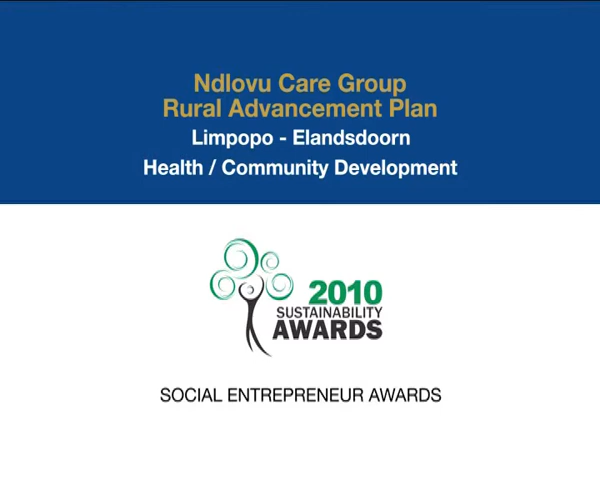 Ndlovu Care Group
Rural Advancement Plan
Limpopo - Elandsdoorn
Health / Community Development
2010
SUSTAINABILITY
AWARDS
SOCIAL ENTREPRENEUR AWARDS